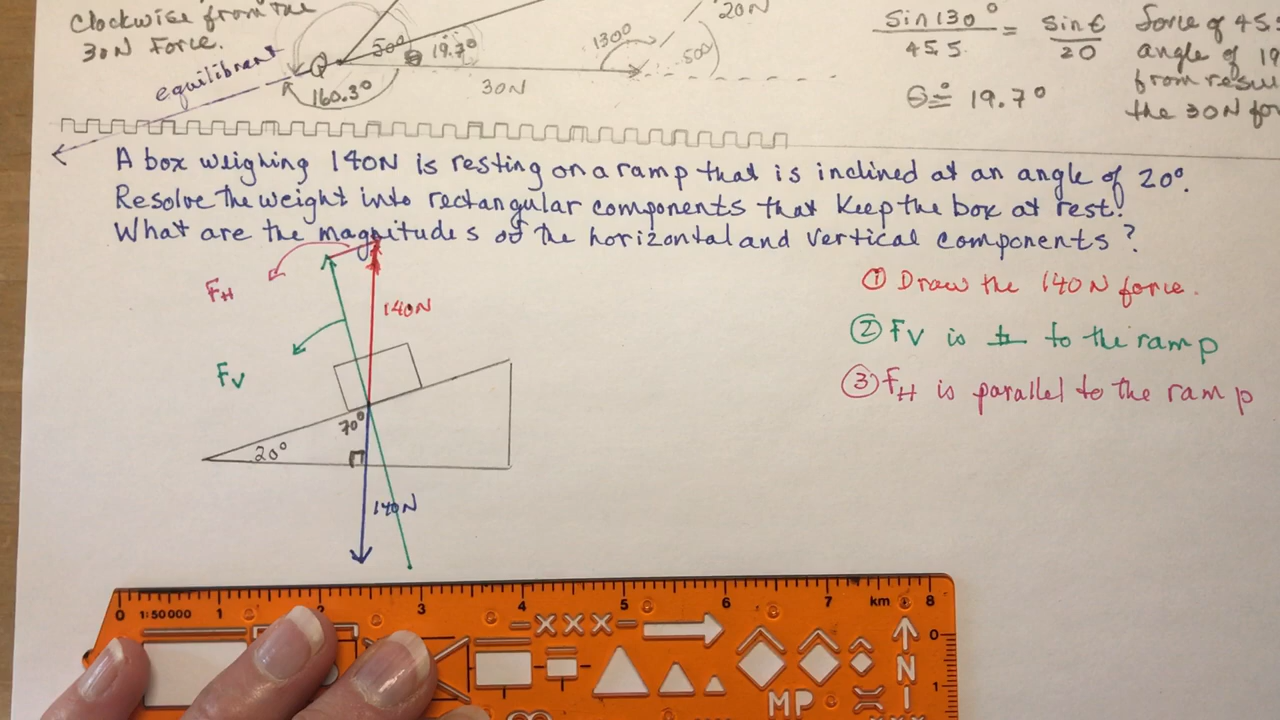 Clockwise from the
30N Force.
equilibrant
Q
50°
19.7°
160.3°
30N
130°
50°
20N
Sin 130° = Sin θ
45.5 20
θ ≐ 19.7°
force of 45.
angle of 19
from resu
the 30N fo
A box weighing 140N is resting on a ramp that is inclined at an angle of 20°.
Resolve the weight into rectangular components that keep the box at rest.
What are the magnitudes of the horizontal and vertical components?
FH
140N
FV
70°
20°
140N
① Draw the 140N force.
② FV is ⊥ to the ramp
③ FH is parallel to the ramp
0 1:50 000 1 2 3 4 5 6 7 km 8
XXX
0
N
1
MP